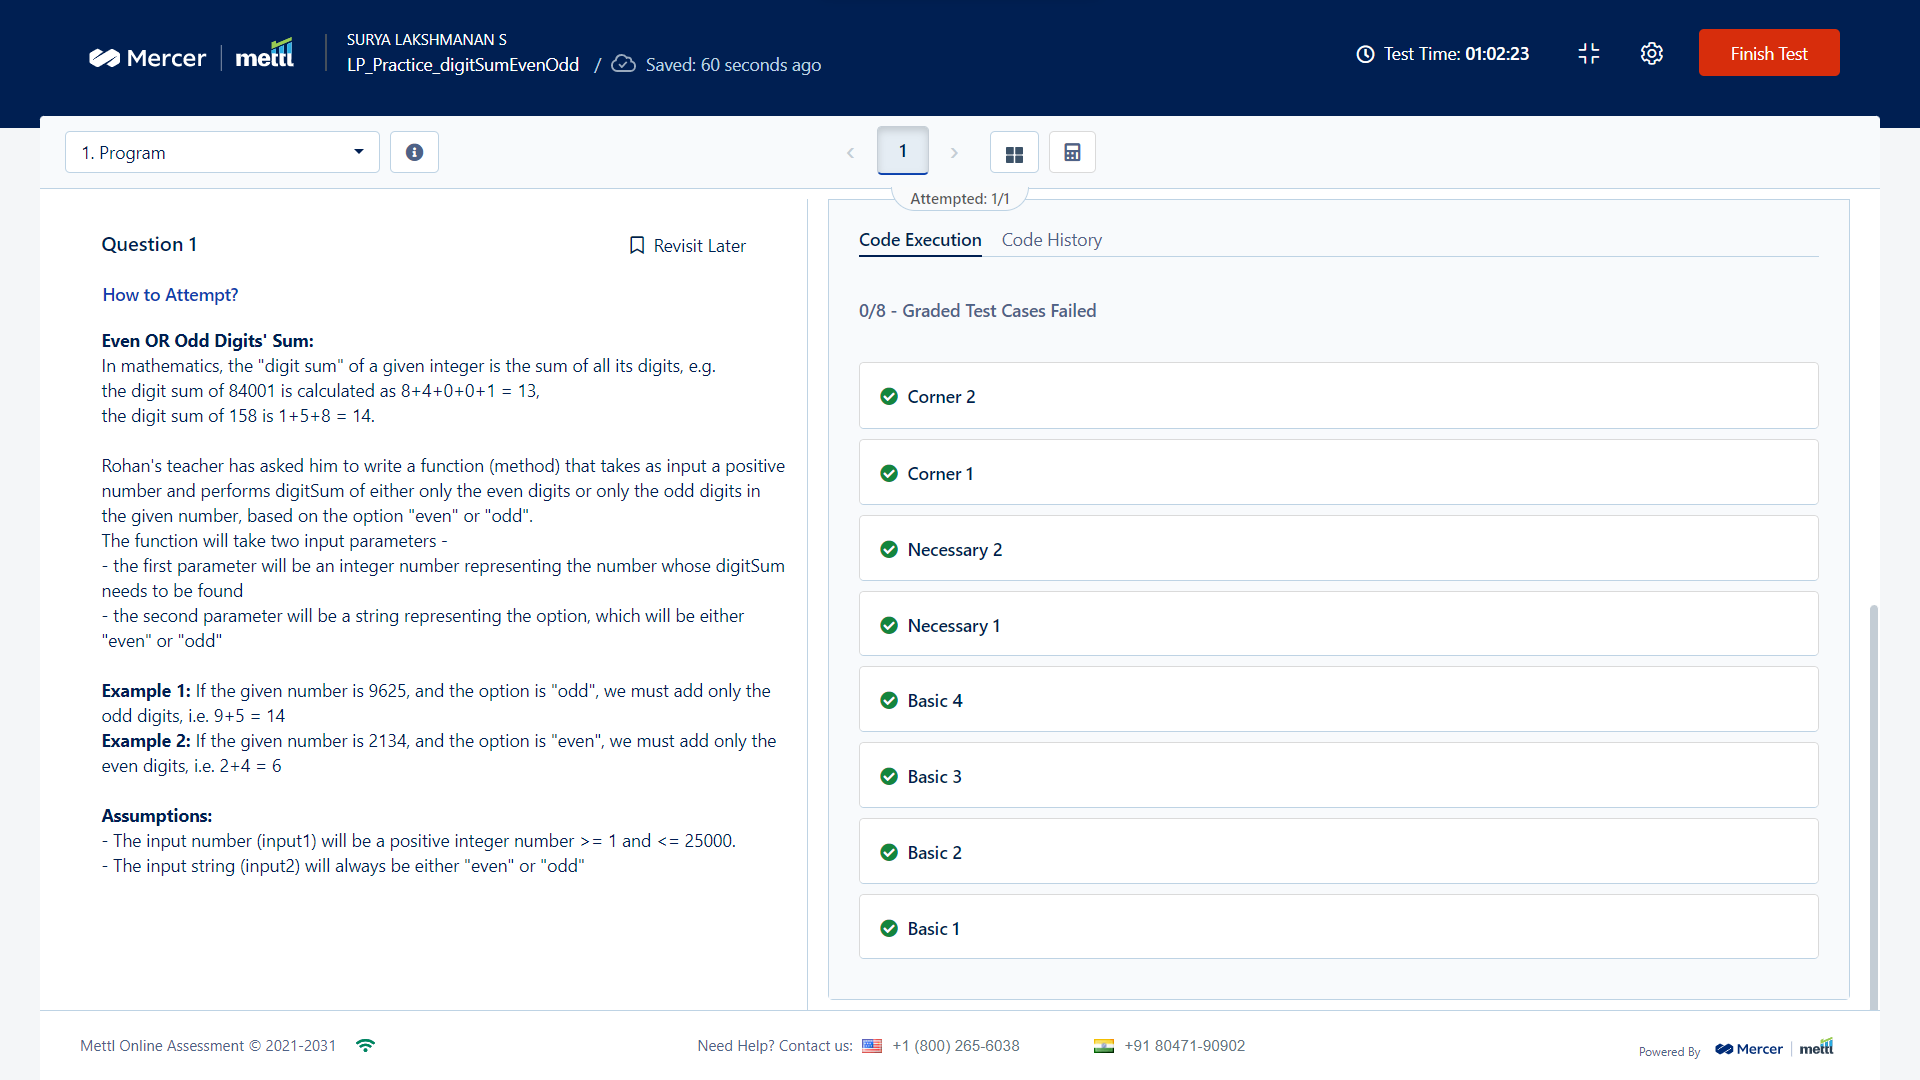 Mercer | mettl
SURYA LAKSHMANAN S
LP_Practice_digitSumEvenOdd / Saved: 60 seconds ago
Test Time: 01:02:23
Finish Test
1. Program
1
Attempted: 1/1
Question 1
Revisit Later
How to Attempt?
Even OR Odd Digits' Sum:
In mathematics, the "digit sum" of a given integer is the sum of all its digits, e.g.
the digit sum of 84001 is calculated as 8+4+0+0+1 = 13,
the digit sum of 158 is 1+5+8 = 14.
Rohan's teacher has asked him to write a function (method) that takes as input a positive
number and performs digitSum of either only the even digits or only the odd digits in
the given number, based on the option "even" or "odd".
The function will take two input parameters -
- the first parameter will be an integer number representing the number whose digitSum
needs to be found
- the second parameter will be a string representing the option, which will be either
"even" or "odd"
Example 1: If the given number is 9625, and the option is "odd", we must add only the
odd digits, i.e. 9+5 = 14
Example 2: If the given number is 2134, and the option is "even", we must add only the
even digits, i.e. 2+4 = 6
Assumptions:
- The input number (input1) will be a positive integer number >= 1 and <= 25000.
- The input string (input2) will always be either "even" or "odd"
Code Execution
Code History
0/8 - Graded Test Cases Failed
Corner 2
Corner 1
Necessary 2
Necessary 1
Basic 4
Basic 3
Basic 2
Basic 1
Mettl Online Assessment © 2021-2031
Need Help? Contact us: +1 (800) 265-6038
+91 80471-90902
Powered By Mercer | mettl